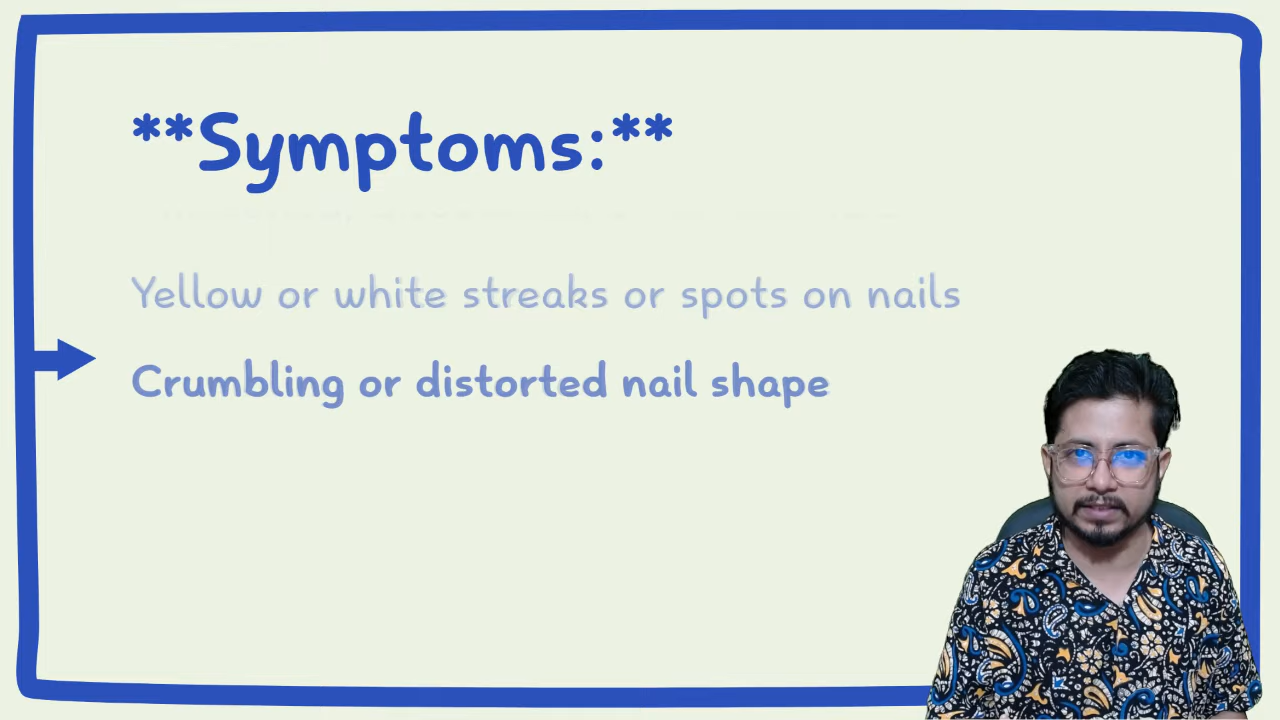 **Symptoms:**
Yellow or white streaks or spots on nails
Crumbling or distorted nail shape